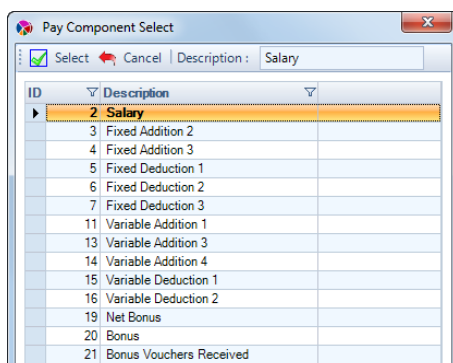 Pay Component Select
Select Cancel Description : Salary
ID Description
2 Salary
3 Fixed Addition 2
4 Fixed Addition 3
5 Fixed Deduction 1
6 Fixed Deduction 2
7 Fixed Deduction 3
11 Variable Addition 1
13 Variable Addition 3
14 Variable Addition 4
15 Variable Deduction 1
16 Variable Deduction 2
19 Net Bonus
20 Bonus
21 Bonus Vouchers Received